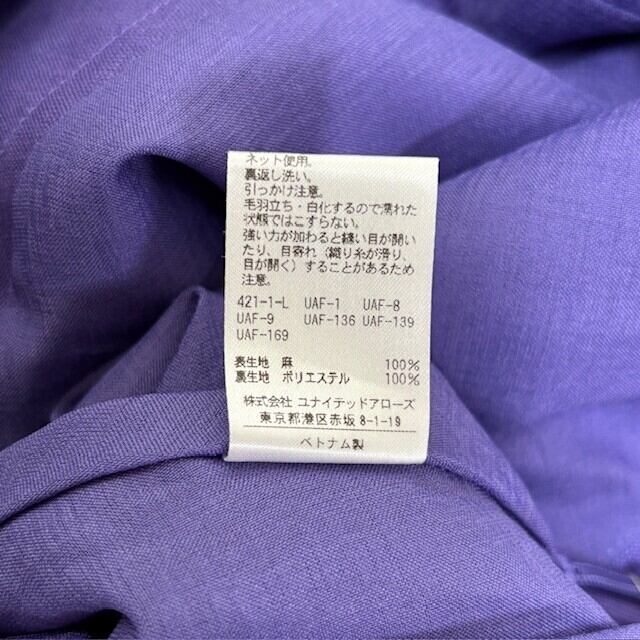 ネット使用。
裏返し洗い。
引っかけ注意。
毛羽立ち・白化するので濡れた
状態ではこすらない。
強い力が加わると縫い目が開い
たり、目寄れ（織り糸が滑り、
目が開く）することがあるため
注意。
421-1-L UAF-1 UAF-8
UAF-9 UAF-136 UAF-139
UAF-169
表生地 麻 100%
裏生地 ポリエステル 100%
株式会社 ユナイテッドアローズ
東京都港区赤坂 8-1-19
ベトナム製